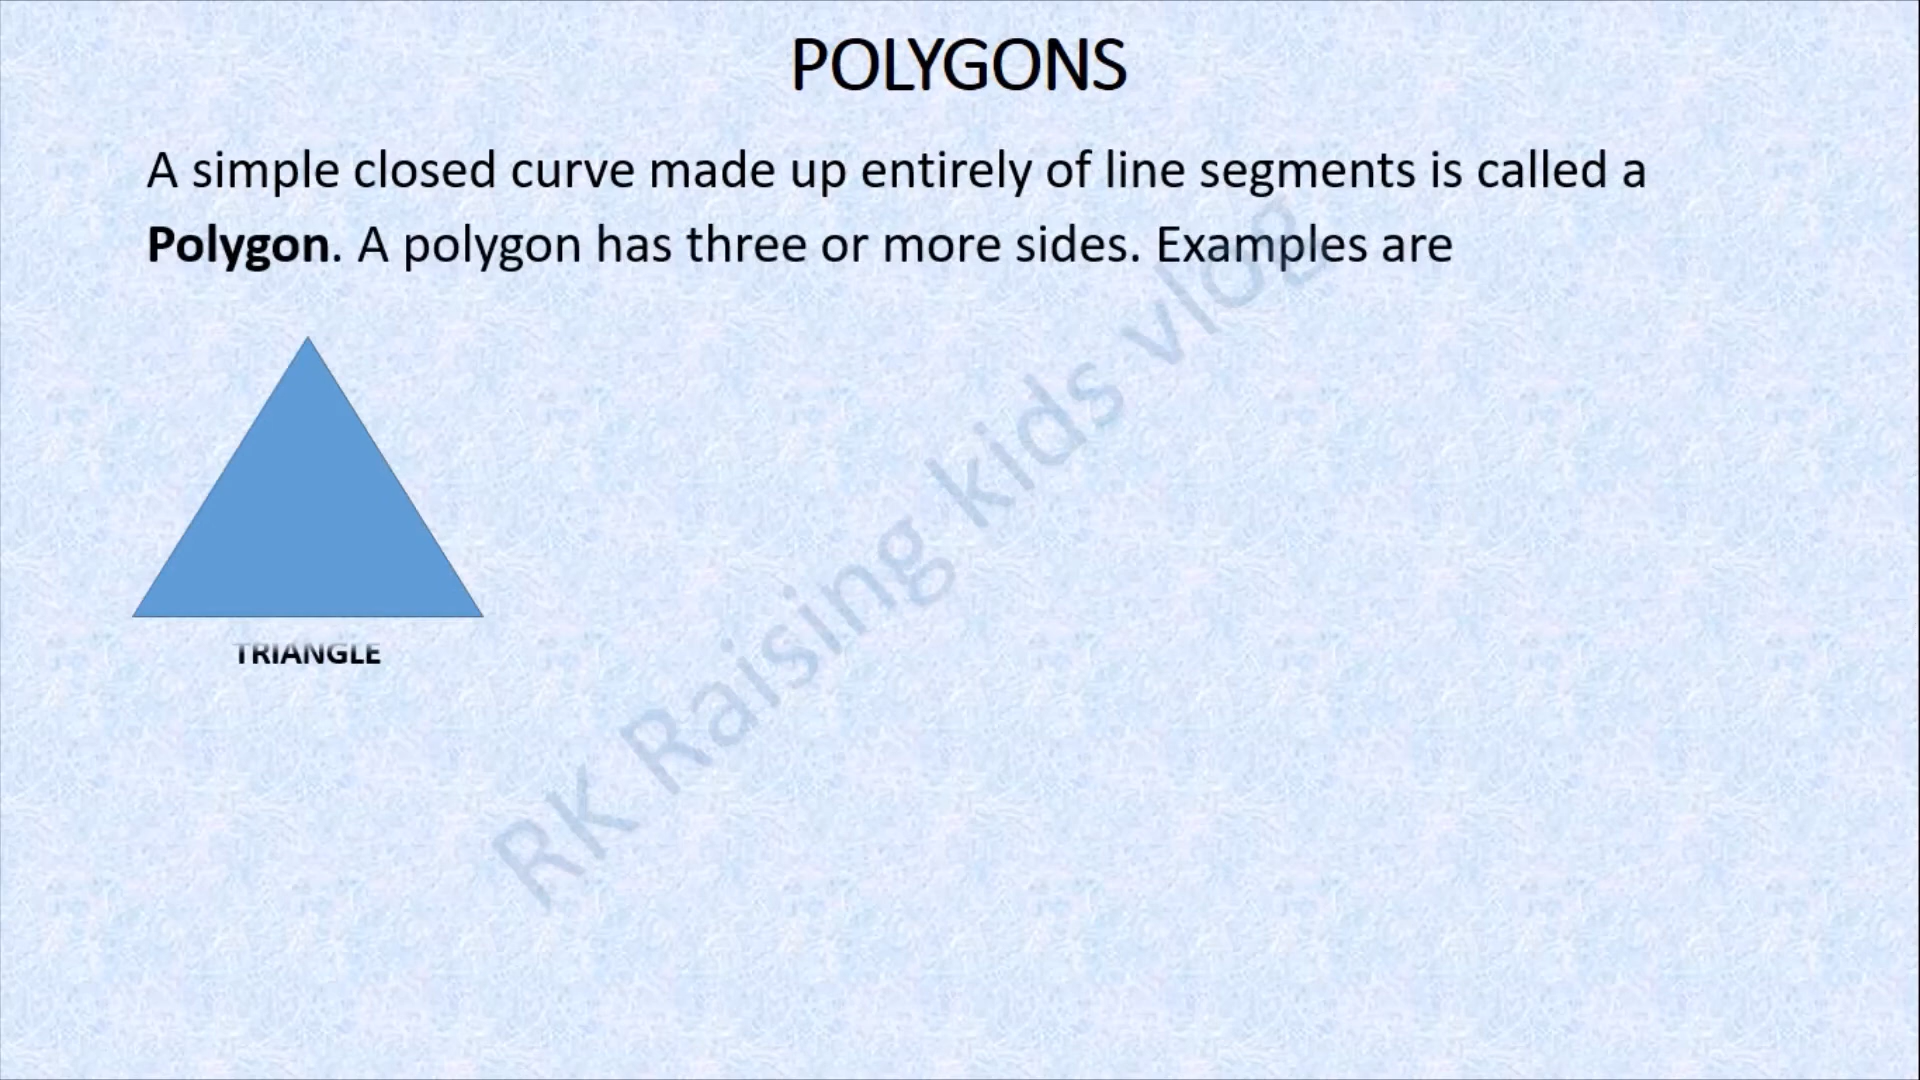 POLYGONS
A simple closed curve made up entirely of line segments is called a
Polygon. A polygon has three or more sides. Examples are
TRIANGLE
RK Raising kids vlog